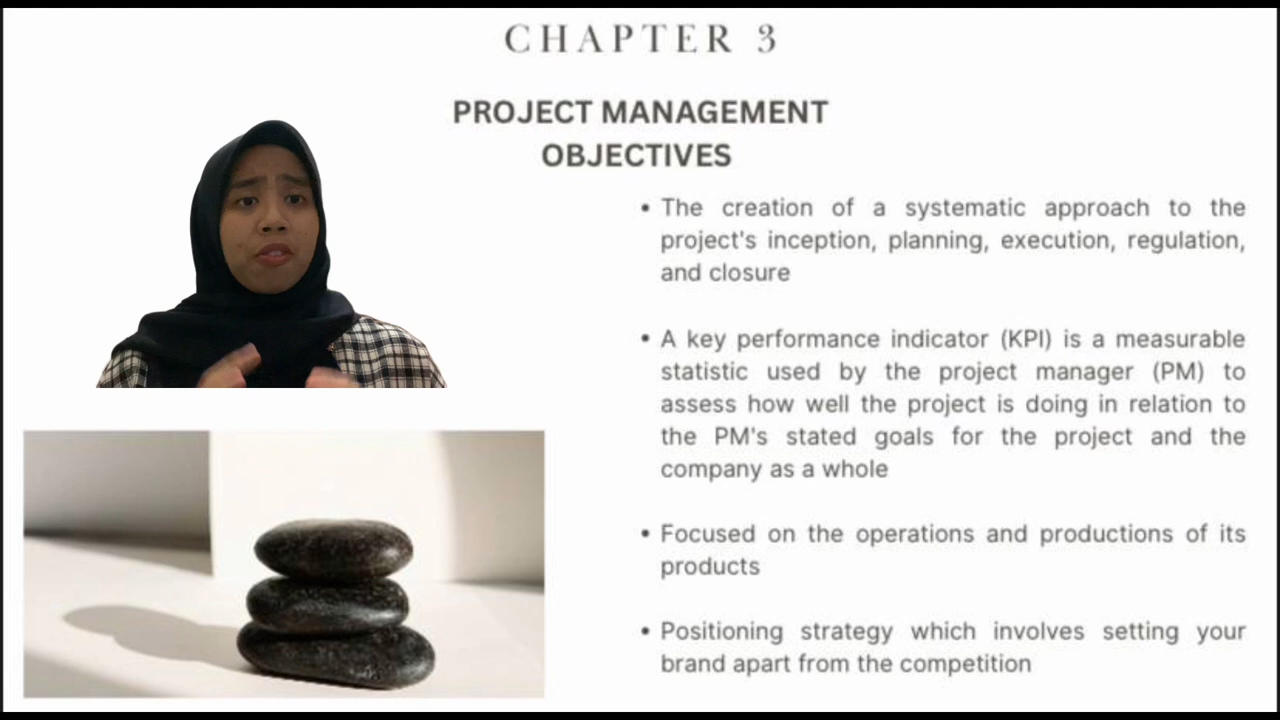 CHAPTER 3
PROJECT MANAGEMENT
OBJECTIVES
• The creation of a systematic approach to the
project's inception, planning, execution, regulation,
and closure
• A key performance indicator (KPI) is a measurable
statistic used by the project manager (PM) to
assess how well the project is doing in relation to
the PM's stated goals for the project and the
company as a whole
• Focused on the operations and productions of its
products
• Positioning strategy which involves setting your
brand apart from the competition